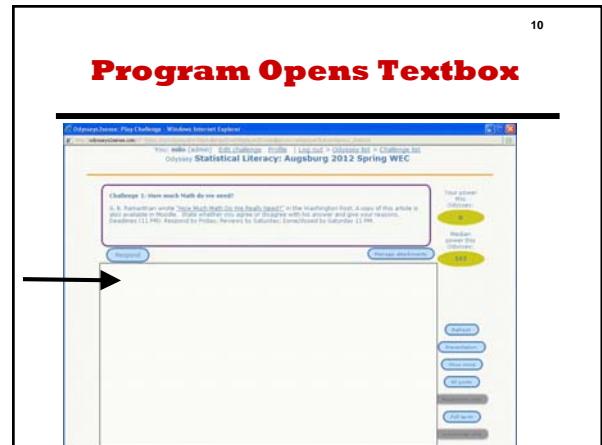 10
Program Opens Textbox
Odysseys2sense: Play Challenge - Windows Internet Explorer
You: milo (admin) Edit challenge Profile | Log out > Odyssey list > Challenge list
Odyssey Statistical Literacy: Augsburg 2012 Spring WEC
Challenge 1: How much Math do we need?
G. R. Ramanthan wrote "How Much Math Do We Really Need?" in the Washington Post. A copy of this article is
also available in Moodle. State whether you agree or disagree with his answer and give your reasons.
Deadlines (11 PM): Respond by Friday; Reviews by Saturday; Done/closed by Saturday 11 PM.
Your power
this
Odyssey:
0
Median
power this
Odyssey:
Respond
Manage attachments
Refresh
Presentation
All posts
Full score